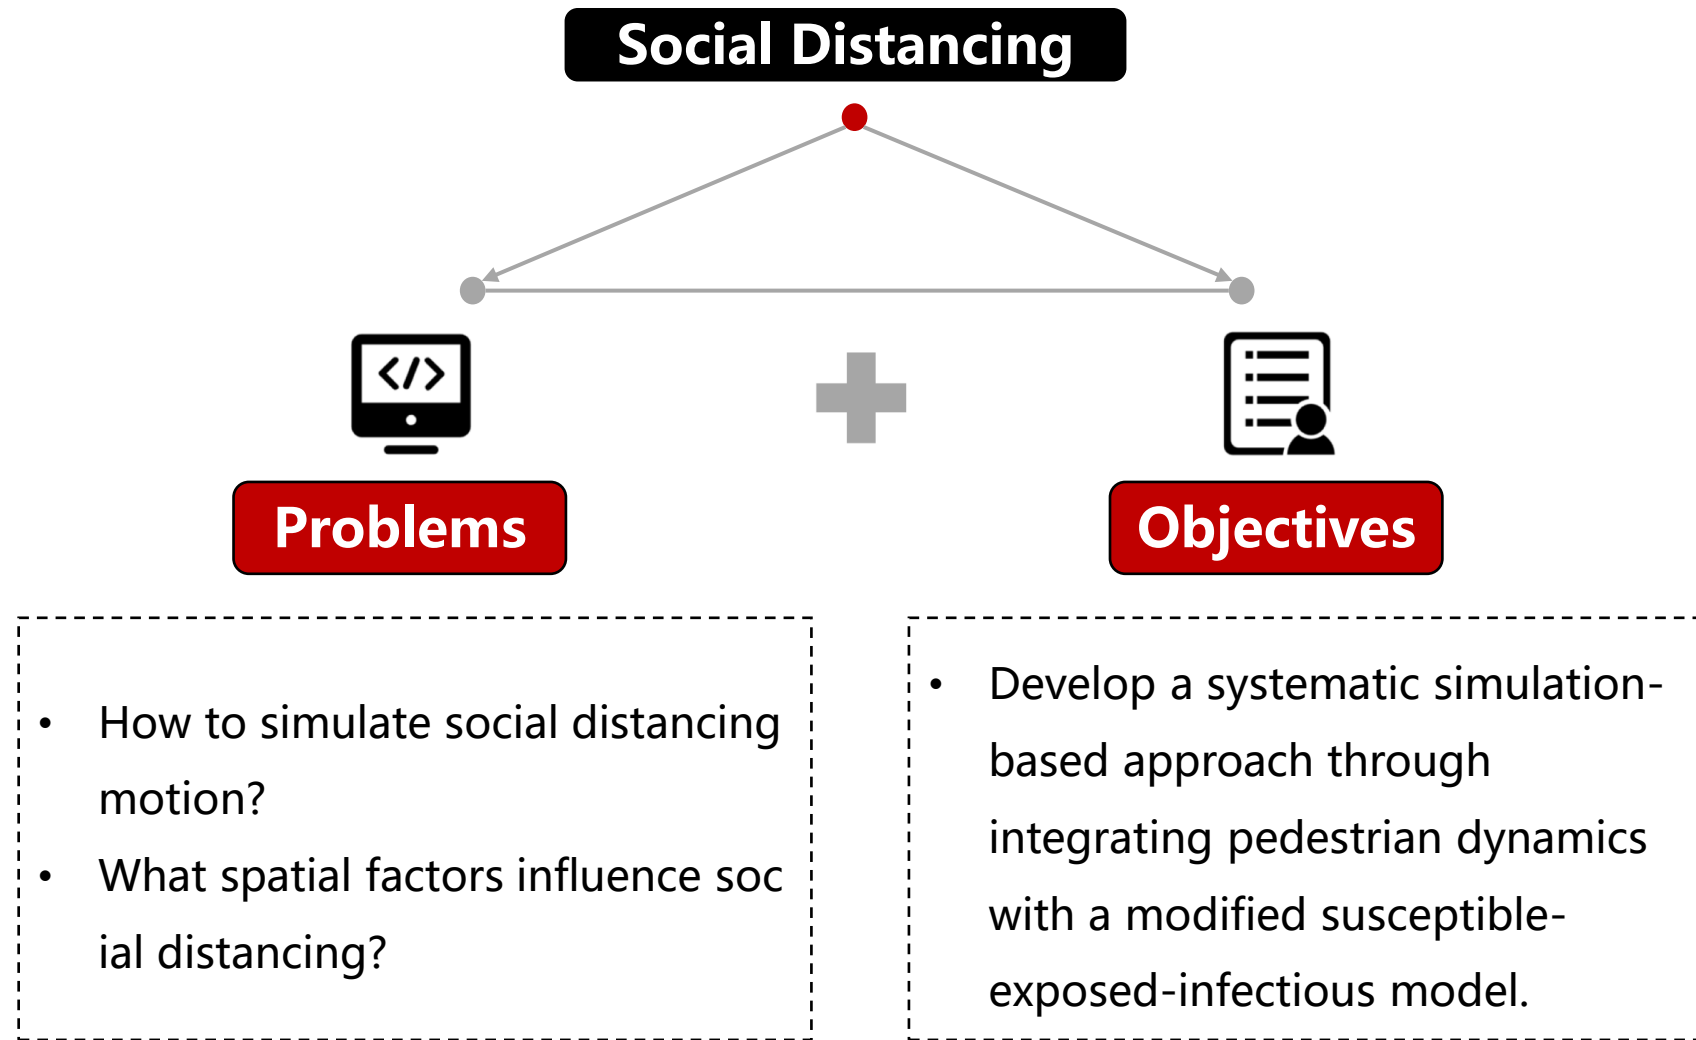 Social Distancing
</>
Problems
Objectives
• How to simulate social distancing
motion?
• What spatial factors influence soc
ial distancing?
• Develop a systematic simulation-
based approach through
integrating pedestrian dynamics
with a modified susceptible-
exposed-infectious model.